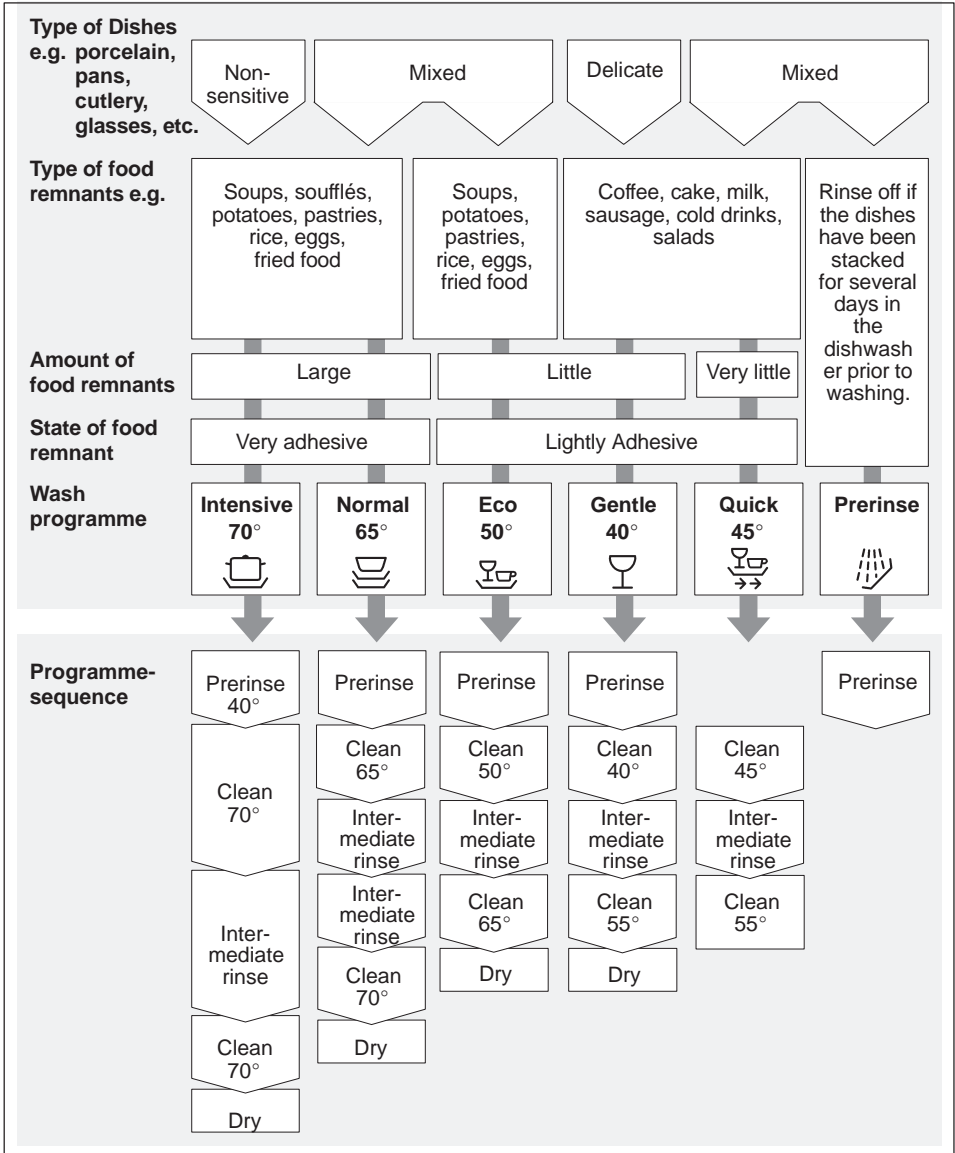 Type of Dishes
e.g. porcelain,
pans,
cutlery,
glasses, etc.
Non-
sensitive
Mixed
Delicate
Mixed
Type of food
remnants e.g.
Soups, soufflés,
potatoes, pastries,
rice, eggs,
fried food
Soups,
potatoes,
pastries,
rice, eggs,
fried food
Coffee, cake, milk,
sausage, cold drinks,
salads
Rinse off if
the dishes
have been
stacked
for several
days in
the
dishwash
er prior to
washing.
Amount of
food remnants
Large
Little
Very little
State of food
remnant
Very adhesive
Lightly Adhesive
Wash
programme
Intensive
70°
Normal
65°
Eco
50°
Gentle
40°
Quick
45°
Prerinse
Programme-
sequence
Prerinse
40°
Clean
70°
Inter-
mediate
rinse
Clean
70°
Dry
Prerinse
Clean
65°
Inter-
mediate
rinse
Inter-
mediate
rinse
Clean
70°
Dry
Prerinse
Clean
50°
Inter-
mediate
rinse
Clean
65°
Dry
Prerinse
Clean
40°
Inter-
mediate
rinse
Clean
55°
Dry
Clean
45°
Inter-
mediate
rinse
Clean
55°
Prerinse